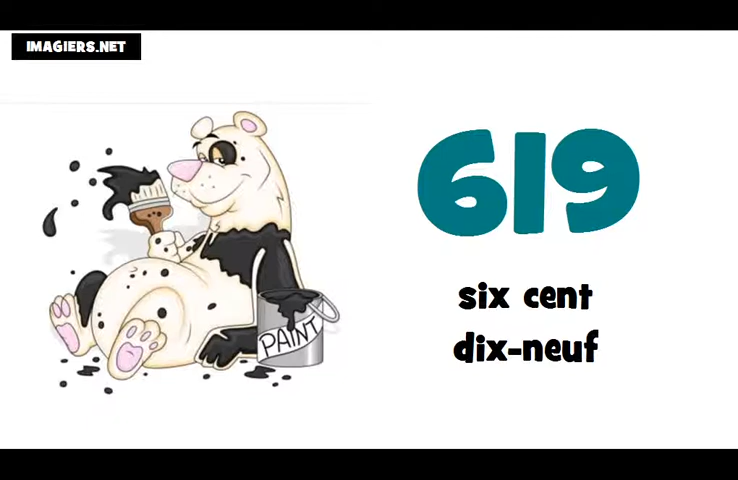 IMAGIERS.NET
619
six cent
dix-neuf
PAINT